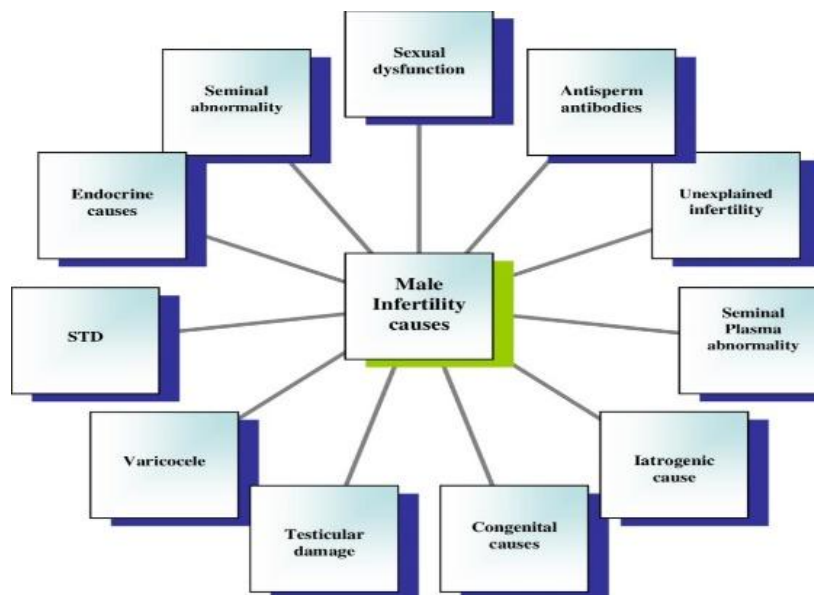 Sexual
dysfunction
Antisperm
antibodies
Unexplained
infertility
Seminal
Plasma
abnormality
Iatrogenic
cause
Congenital
causes
Testicular
damage
Varicocele
STD
Endocrine
causes
Seminal
abnormality
Male
Infertility
causes